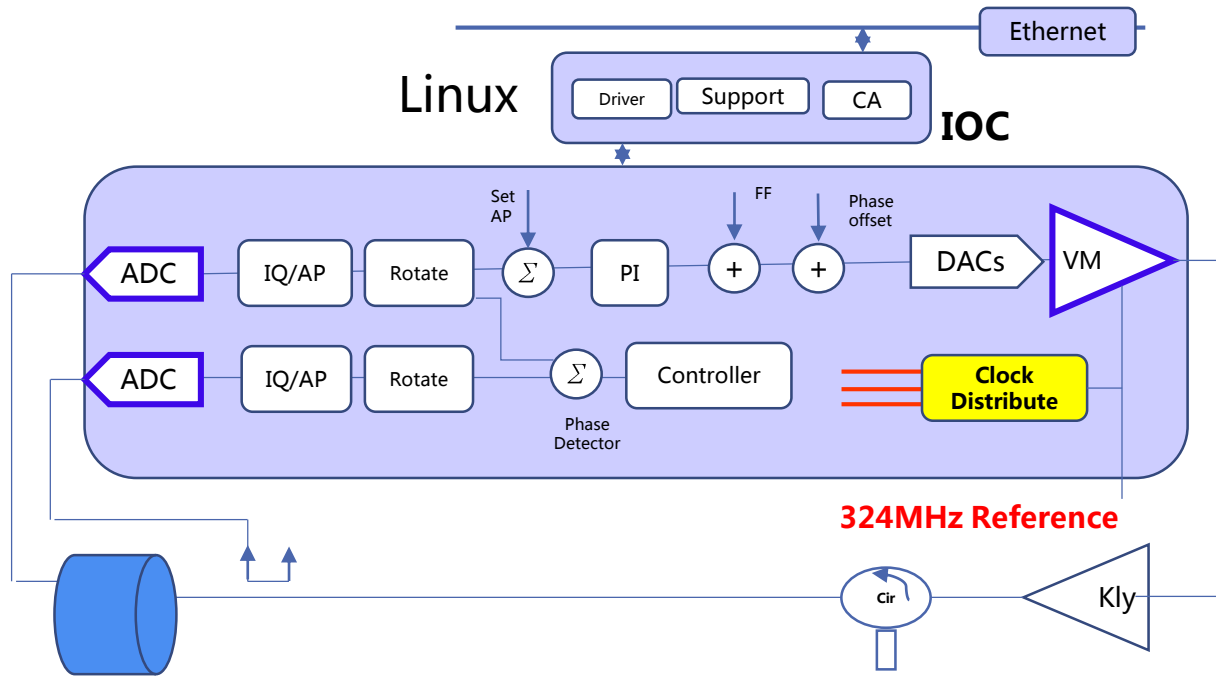 Ethernet
Linux
Driver
Support
CA
IOC
Set
AP
FF
Phase
offset
ADC
IQ/AP
Rotate
Σ
PI
+
+
DACs
VM
ADC
IQ/AP
Rotate
Σ
Controller
Clock
Distribute
Phase
Detector
324MHz Reference
Cir
Kly